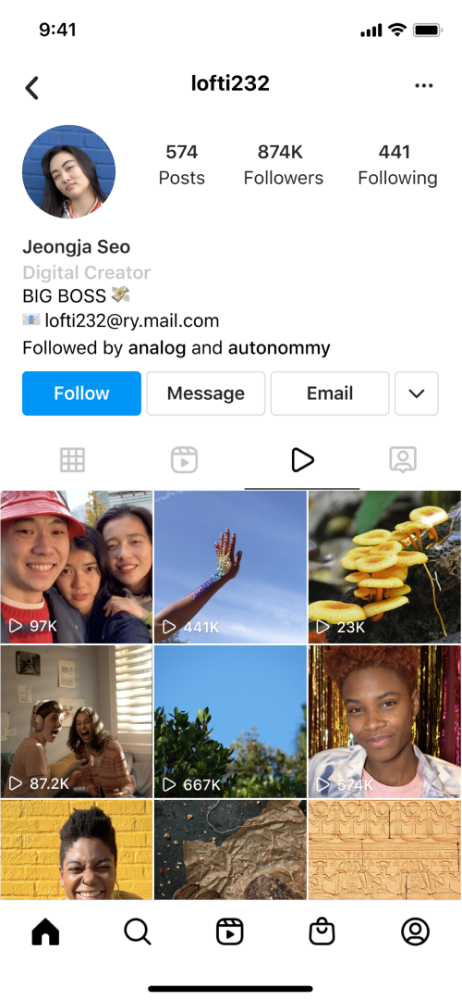 9:41
lofti232
574 874K 441
Posts Followers Following
Jeongja Seo
Digital Creator
BIG BOSS 💸
📧 lofti232@ry.mail.com
Followed by analog and autonommy
Follow Message Email
97K 441K 23K
87.2K 667K 574K